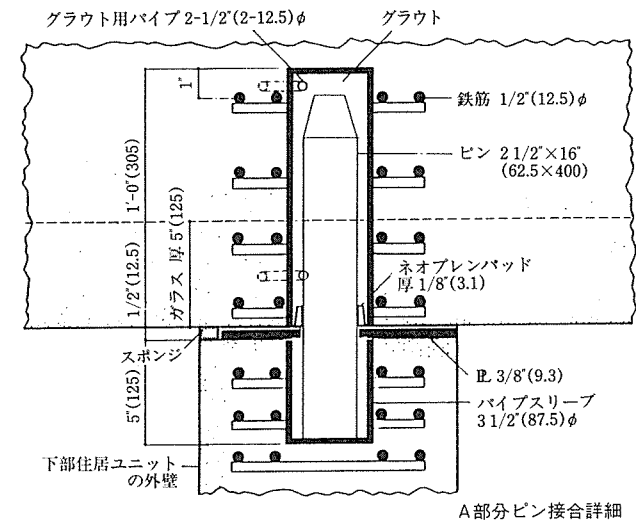 グラウト用パイプ 2-1/2"(2-12.5)φ
グラウト
1"
鉄筋 1/2"(12.5)φ
ピン 2 1/2"×16"
(62.5×400)
1'-0"(305)
ガラス 厚 5"(125)
1/2"(12.5)
ネオプレンパッド
厚 1/8"(3.1)
スポンジ
PL 3/8"(9.3)
5"(125)
パイプスリーブ
3 1/2"(87.5)φ
下部住居ユニット
の外壁
A部分ピン接合詳細